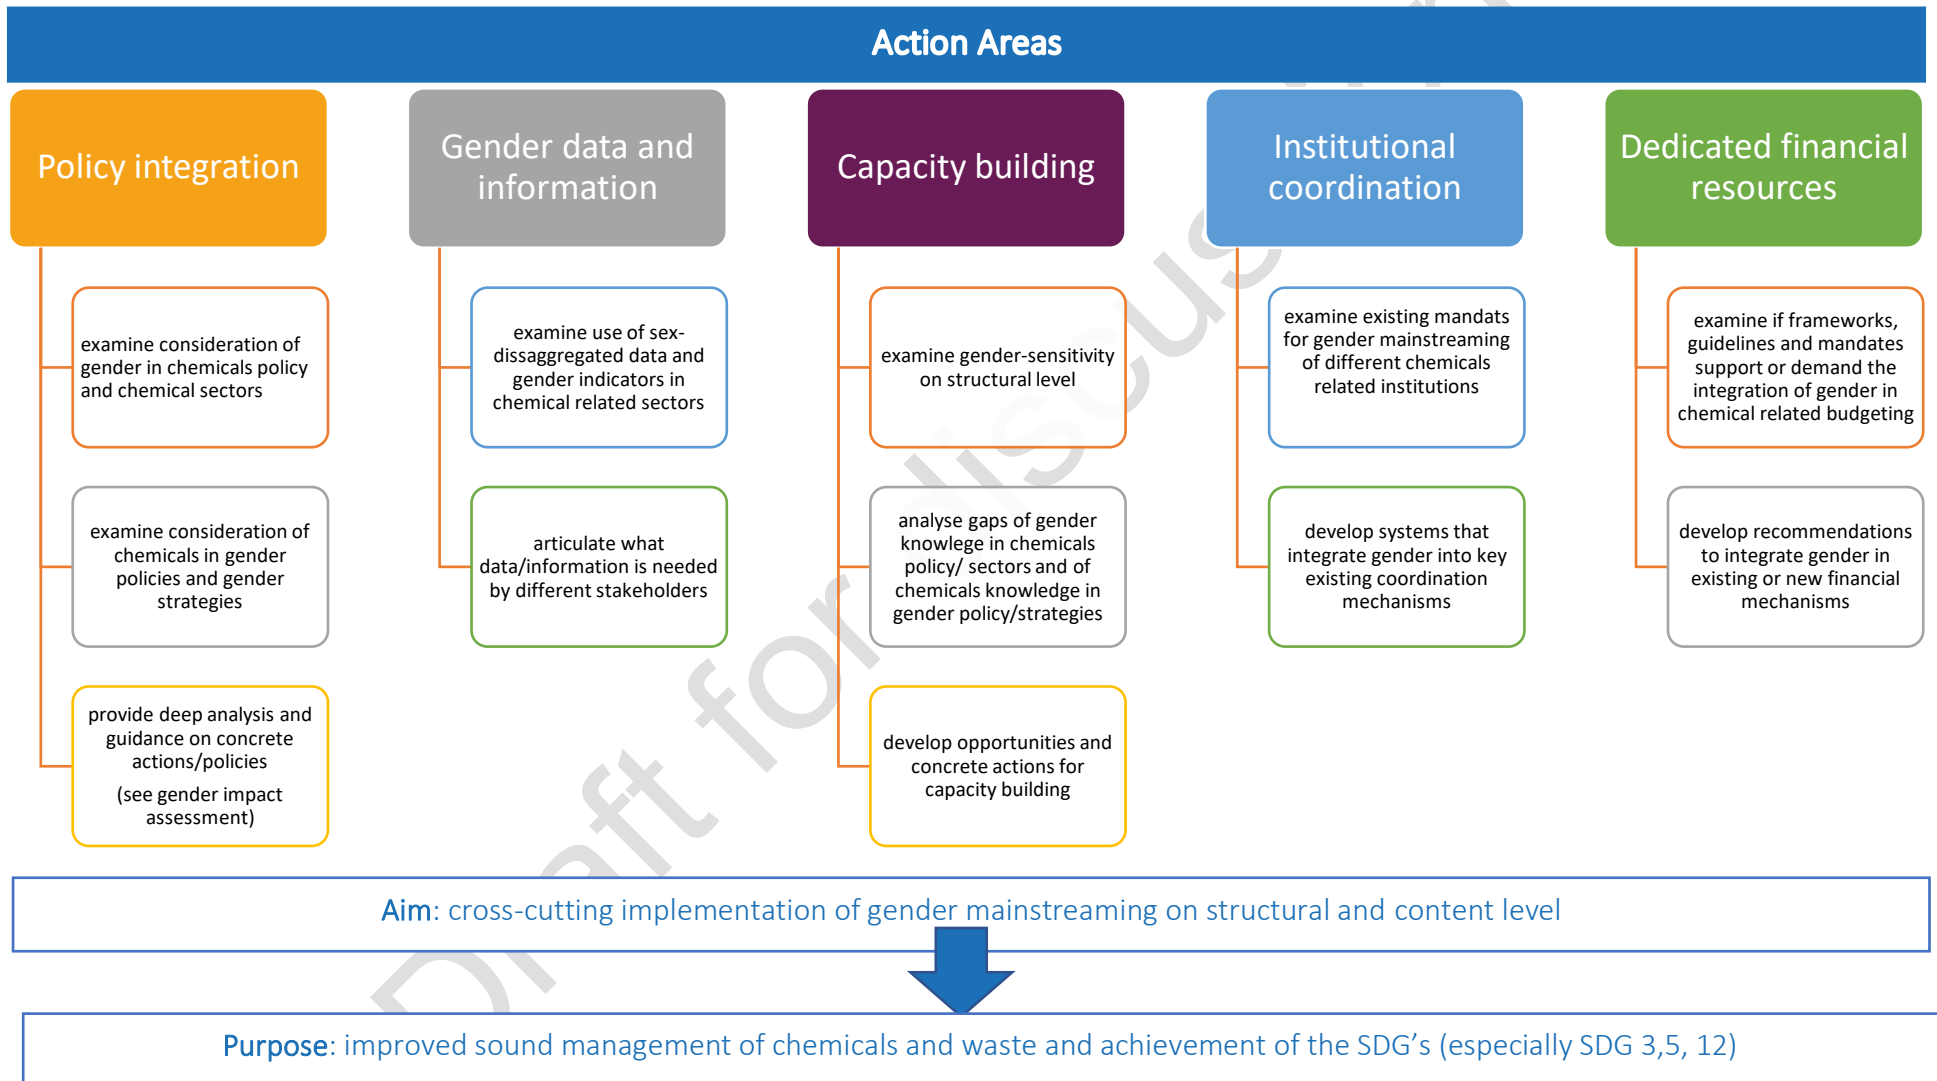 Action Areas
Policy integration
examine consideration of
gender in chemicals policy
and chemical sectors
examine consideration of
chemicals in gender
policies and gender
strategies
provide deep analysis and
guidance on concrete
actions/policies
(see gender impact
assessment)
Gender data and
information
examine use of sex-
dissaggregated data and
gender indicators in
chemical related sectors
articulate what
data/information is needed
by different stakeholders
Capacity building
examine gender-sensitivity
on structural level
analyse gaps of gender
knowlege in chemicals
policy/ sectors and of
chemicals knowledge in
gender policy/strategies
develop opportunities and
concrete actions for
capacity building
Institutional
coordination
examine existing mandats
for gender mainstreaming
of different chemicals
related institutions
develop systems that
integrate gender into key
existing coordination
mechanisms
Dedicated financial
resources
examine if frameworks,
guidelines and mandates
support or demand the
integration of gender in
chemical related budgeting
develop recommendations
to integrate gender in
existing or new financial
mechanisms
Aim: cross-cutting implementation of gender mainstreaming on structural and content level
Purpose: improved sound management of chemicals and waste and achievement of the SDG’s (especially SDG 3,5, 12)
Draft for discus